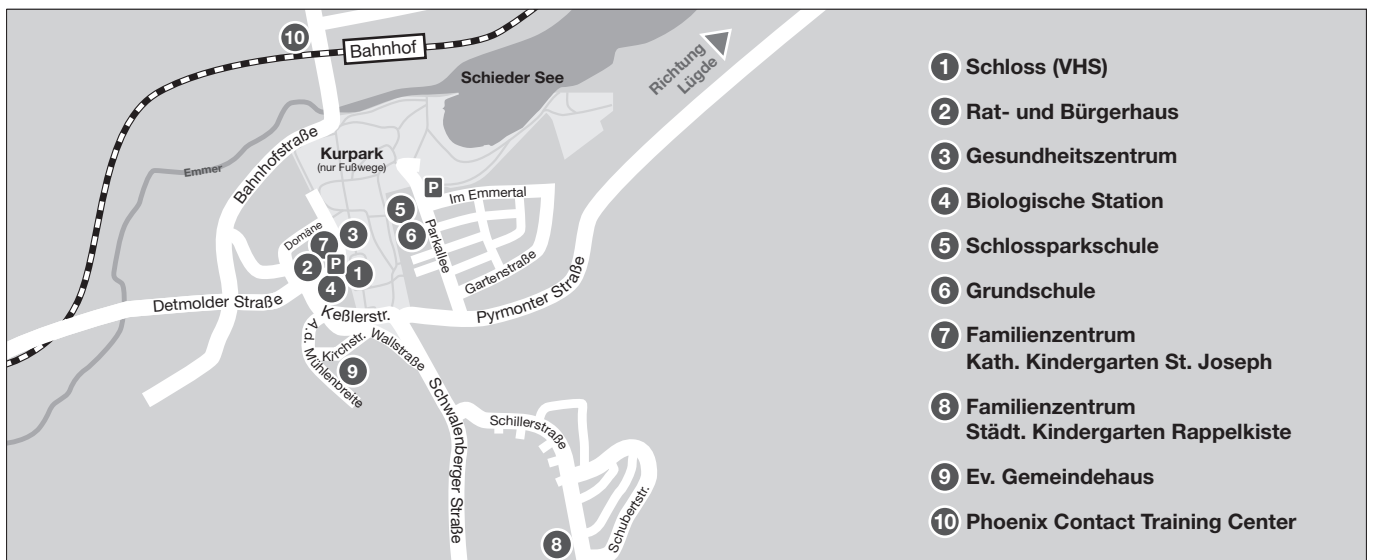 10
Bahnhof
Schieder See
Richtung
Lügde
Bahnhofstraße
Kurpark
(nur Fußwege)
Emmer
P
Im Emmertal
5
6
Parkallee
Domäne
3
7
2
P
1
4
Gartenstraße
Detmolder Straße
Keßlerstr.
Pyrmonter Straße
A.d. Mühlenbreite
Kirchstr.
Wallstraße
9
Schwalenberger Straße
Schillerstraße
Schubertstr.
8
1 Schloss (VHS)
2 Rat- und Bürgerhaus
3 Gesundheitszentrum
4 Biologische Station
5 Schlossparkschule
6 Grundschule
7 Familienzentrum
Kath. Kindergarten St. Joseph
8 Familienzentrum
Städt. Kindergarten Rappelkiste
9 Ev. Gemeindehaus
10 Phoenix Contact Training Center